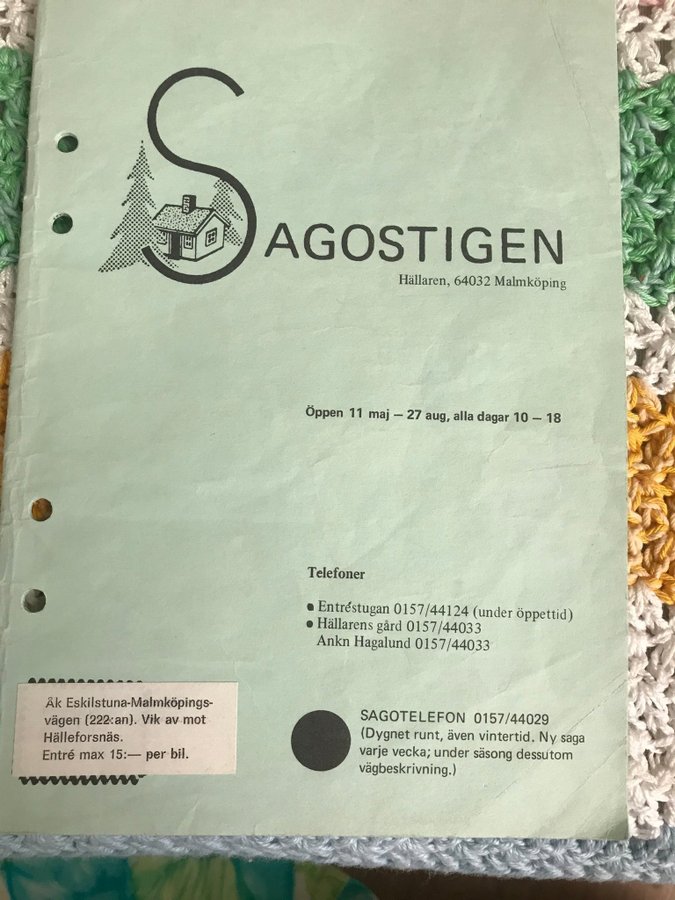 SAGOSTIGEN
Hällaren, 64032 Malmköping
Öppen 11 maj – 27 aug, alla dagar 10 – 18
Telefoner
● Entréstugan 0157/44124 (under öppettid)
● Hällarens gård 0157/44033
Ankn Hagalund 0157/44033
Åk Eskilstuna-Malmköpings-
vägen (222:an). Vik av mot
Hälleforsnäs.
Entré max 15:— per bil.
SAGOTELEFON 0157/44029
(Dygnet runt, även vintertid. Ny saga
varje vecka; under säsong dessutom
vägbeskrivning.)